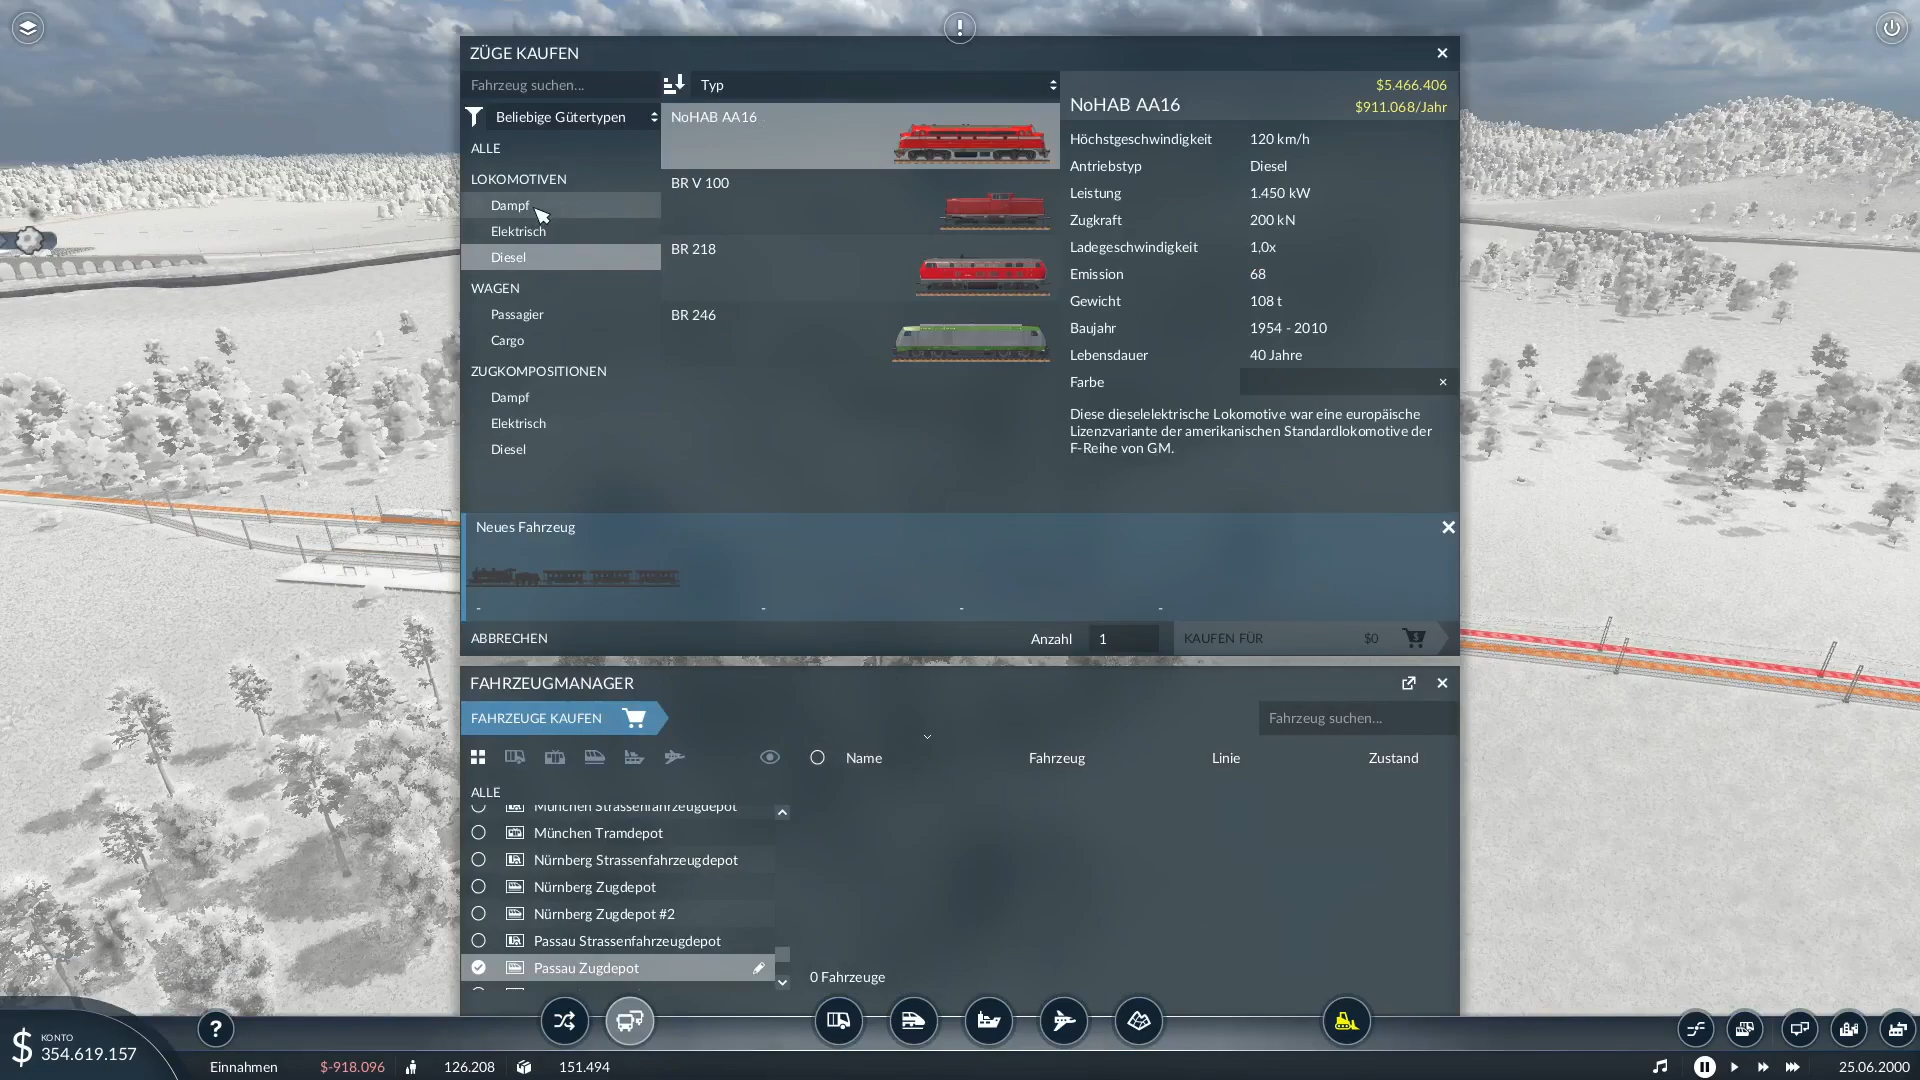 ZÜGE KAUFEN
Fahrzeug suchen...
Typ
Beliebige Gütertypen
ALLE
LOKOMOTIVEN
Dampf
Elektrisch
Diesel
WAGEN
Passagier
Cargo
ZUGKOMPOSITIONEN
Dampf
Elektrisch
Diesel
NoHAB AA16
BR V 100
BR 218
BR 246
$5.466.406
NoHAB AA16
$911.068/Jahr
Höchstgeschwindigkeit 120 km/h
Antriebstyp Diesel
Leistung 1.450 kW
Zugkraft 200 kN
Ladegeschwindigkeit 1,0x
Emission 68
Gewicht 108 t
Baujahr 1954 - 2010
Lebensdauer 40 Jahre
Farbe
Diese dieselelektrische Lokomotive war eine europäische
Lizenzvariante der amerikanischen Standardlokomotive der
F-Reihe von GM.
Neues Fahrzeug
- - - -
ABBRECHEN Anzahl 1 KAUFEN FÜR $0
FAHRZEUGMANAGER
FAHRZEUGE KAUFEN Fahrzeug suchen...
Name Fahrzeug Linie Zustand
ALLE
München Strassenfahrzeugdepot
München Tramdepot
Nürnberg Strassenfahrzeugdepot
Nürnberg Zugdepot
Nürnberg Zugdepot #2
Passau Strassenfahrzeugdepot
Passau Zugdepot
0 Fahrzeuge
?
$ KONTO
354.619.157
Einnahmen $-918.096 126.208 151.494 25.06.2000